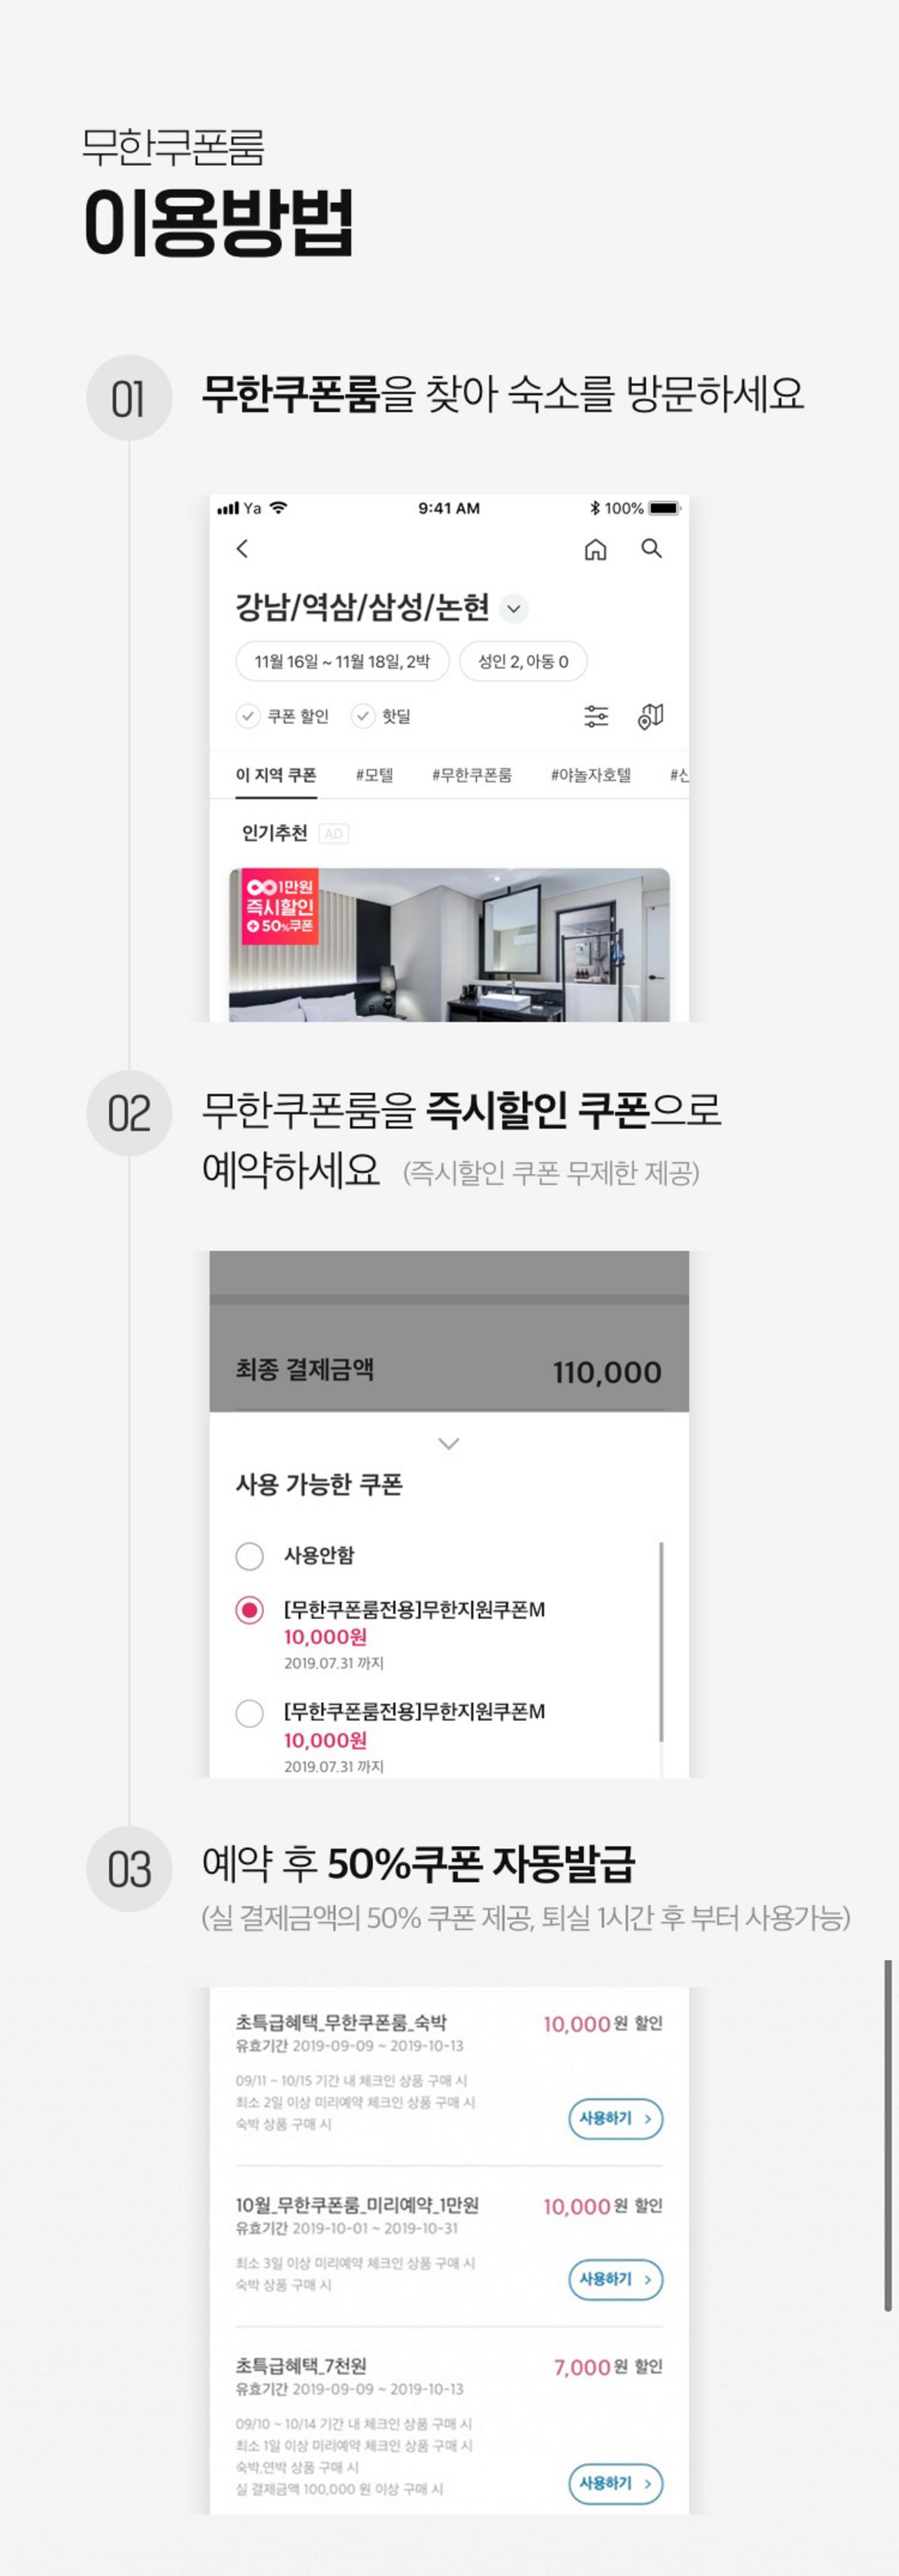 무한쿠폰룸
이용방법
01
무한쿠폰룸을 찾아 숙소를 방문하세요
Ya 9:41 AM 100%
강남/역삼/삼성/논현
11월 16일 ~ 11월 18일, 2박 성인 2, 아동 0
쿠폰 할인 핫딜
이 지역 쿠폰 #모텔 #무한쿠폰룸 #야놀자호텔
인기추천 AD
1만원
즉시할인
50%쿠폰
02
무한쿠폰룸을 즉시할인 쿠폰으로
예약하세요 (즉시할인 쿠폰 무제한 제공)
최종 결제금액 110,000
사용 가능한 쿠폰
사용안함
[무한쿠폰룸전용]무한지원쿠폰M
10,000원
2019.07.31 까지
[무한쿠폰룸전용]무한지원쿠폰M
10,000원
2019.07.31 까지
03
예약 후 50%쿠폰 자동발급
(실 결제금액의 50% 쿠폰 제공, 퇴실 1시간 후 부터 사용가능)
초특급혜택_무한쿠폰룸_숙박 10,000원 할인
유효기간 2019-09-09 ~ 2019-10-13
09/11 ~ 10/15 기간 내 체크인 상품 구매 시
최소 2일 이상 미리예약 체크인 상품 구매 시
숙박 상품 구매 시
사용하기 >
10월_무한쿠폰룸_미리예약_1만원 10,000원 할인
유효기간 2019-10-01 ~ 2019-10-31
최소 3일 이상 미리예약 체크인 상품 구매 시
숙박 상품 구매 시
사용하기 >
초특급혜택_7천원 7,000원 할인
유효기간 2019-09-09 ~ 2019-10-13
09/10 ~ 10/14 기간 내 체크인 상품 구매 시
최소 1일 이상 미리예약 체크인 상품 구매 시
숙박,연박 상품 구매 시
실 결제금액 100,000 원 이상 구매 시
사용하기 >